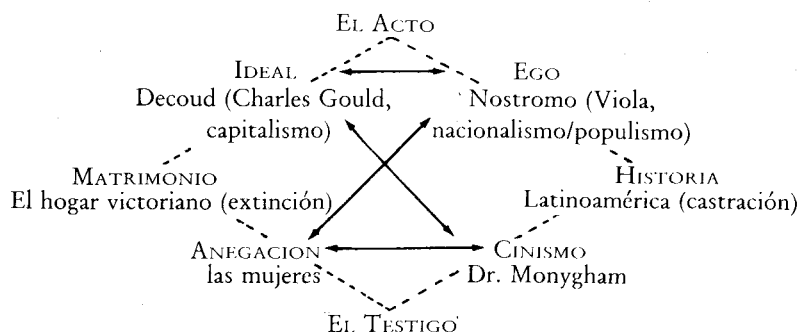 EL ACTO
IDEAL EGO
Decoud (Charles Gould, Nostromo (Viola,
capitalismo) nacionalismo/populismo)
MATRIMONIO HISTORIA
El hogar victoriano (extinción) Latinoamérica (castración)
ANEGACION CINISMO
las mujeres Dr. Monygham
EL TESTIGO